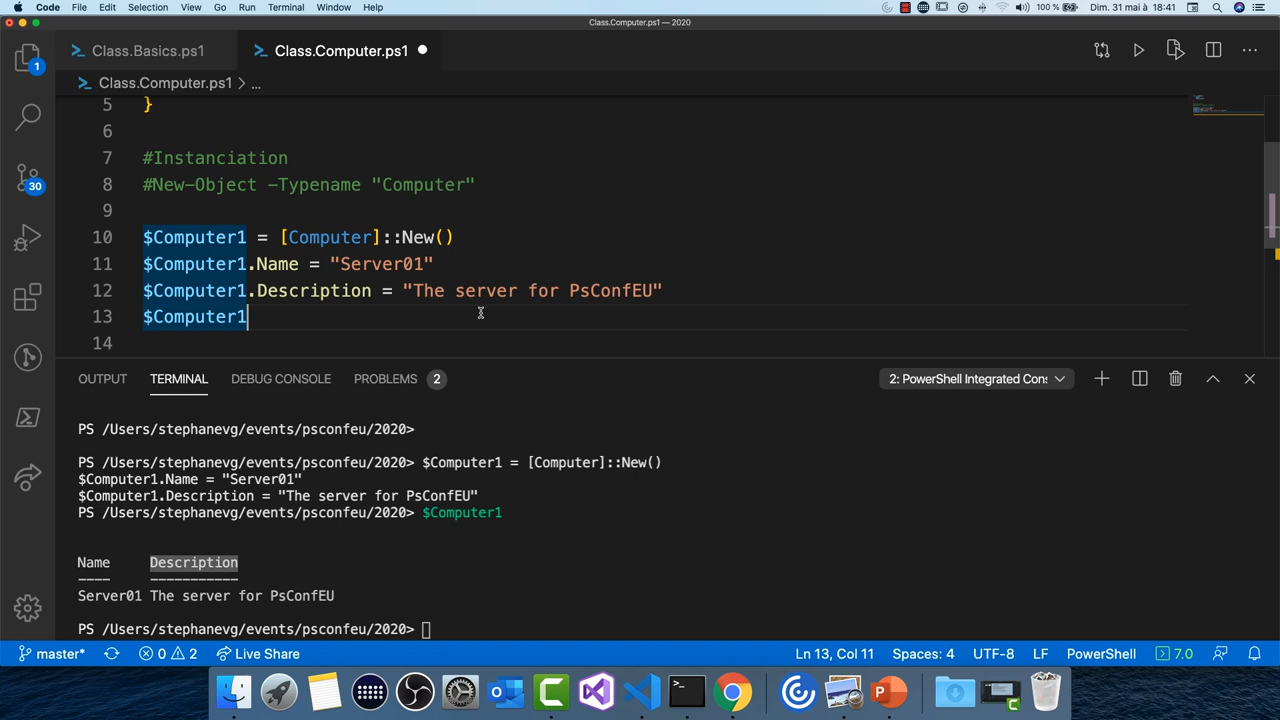 Code File Edit Selection View Go Run Terminal Window Help 100 % Dim. 31 mai à 18:41
Class.Computer.ps1 — 2020
Class.Basics.ps1 Class.Computer.ps1
1
Class.Computer.ps1 > ...
5 }
6
7 #Instanciation
8 #New-Object -Typename "Computer"
9
10 $Computer1 = [Computer]::New()
11 $Computer1.Name = "Server01"
12 $Computer1.Description = "The server for PsConfEU"
13 $Computer1
14
30
OUTPUT TERMINAL DEBUG CONSOLE PROBLEMS 2 2: PowerShell Integrated Cons
PS /Users/stephanevg/events/psconfeu/2020>
PS /Users/stephanevg/events/psconfeu/2020> $Computer1 = [Computer]::New()
$Computer1.Name = "Server01"
$Computer1.Description = "The server for PsConfEU"
PS /Users/stephanevg/events/psconfeu/2020> $Computer1
Name Description
---- -----------
Server01 The server for PsConfEU
PS /Users/stephanevg/events/psconfeu/2020>
master* 0 2 Live Share Ln 13, Col 11 Spaces: 4 UTF-8 LF PowerShell 7.0